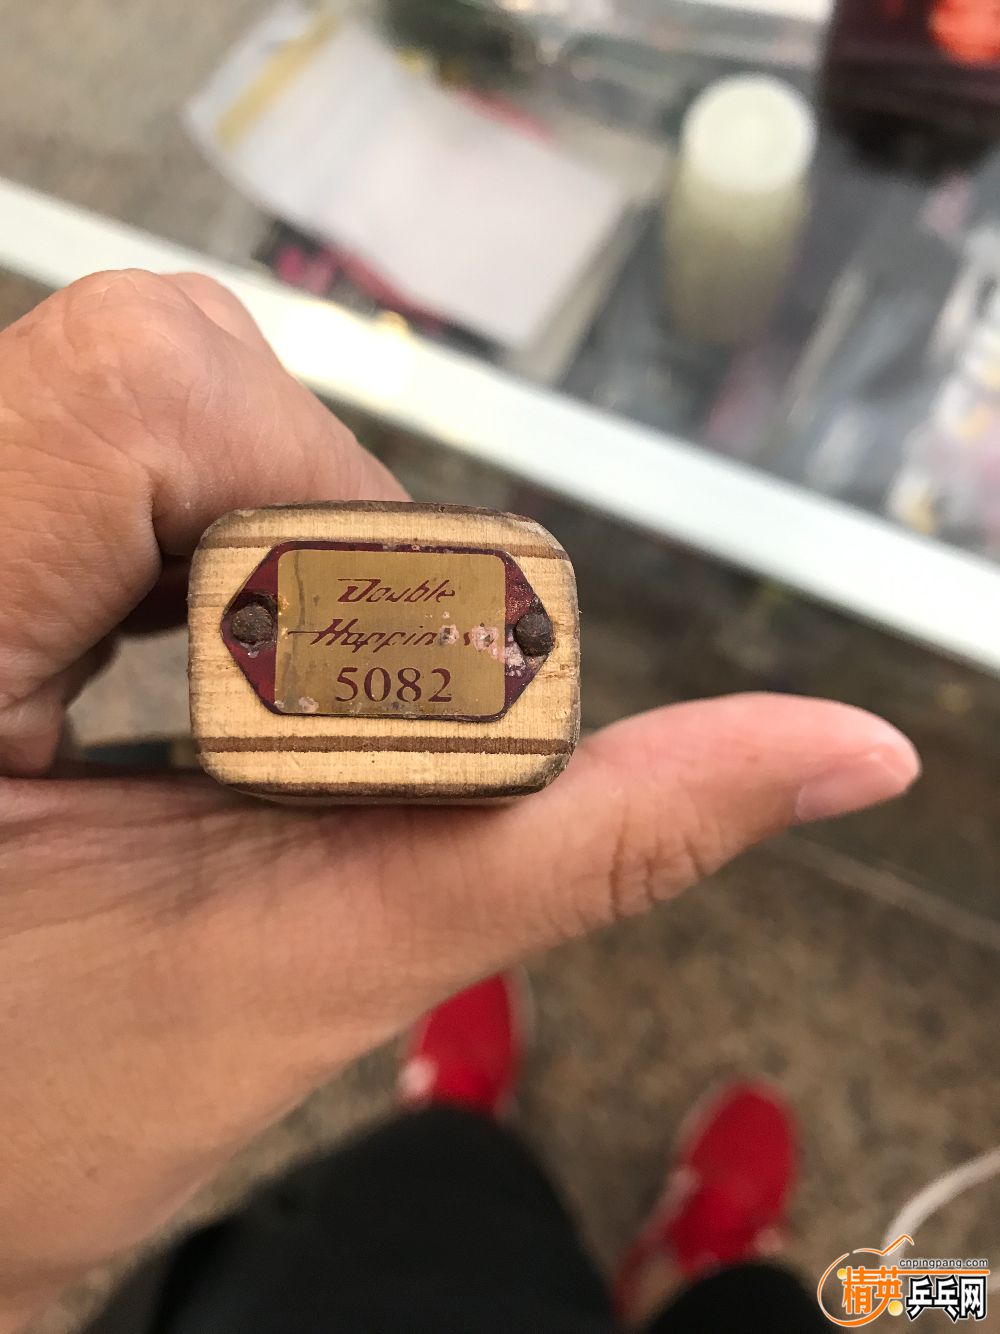 Double
Happiness
5082
cnpingpang.com
精英乒乓网